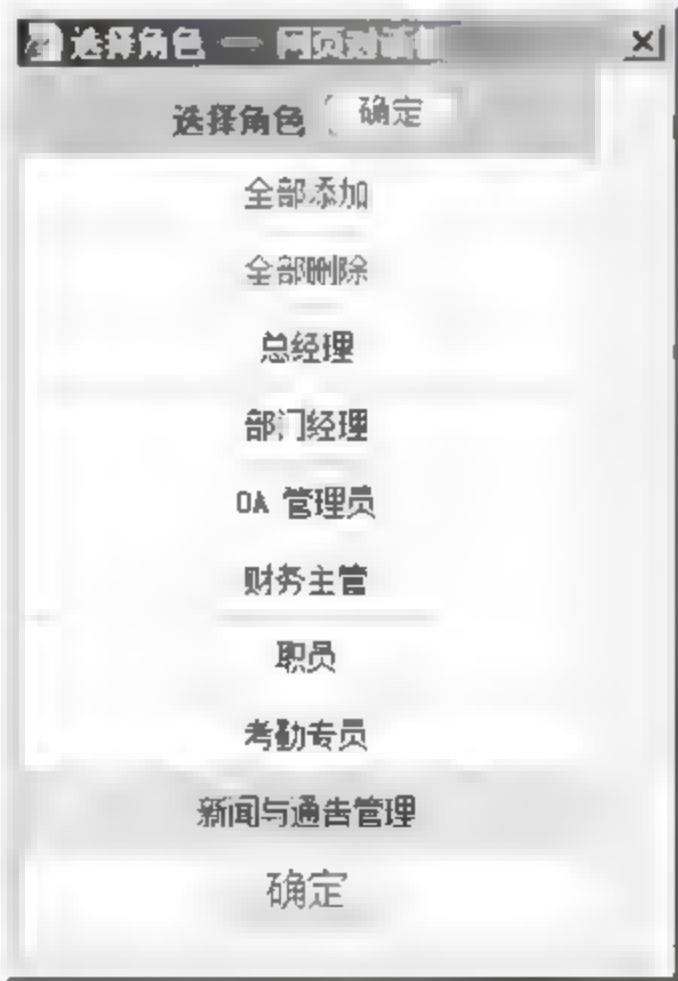 选择角色 — 网页对话
选择角色 确定
全部添加
全部删除
总经理
部门经理
OA 管理员
财务主管
职员
考勤专员
新闻与通告管理
确定